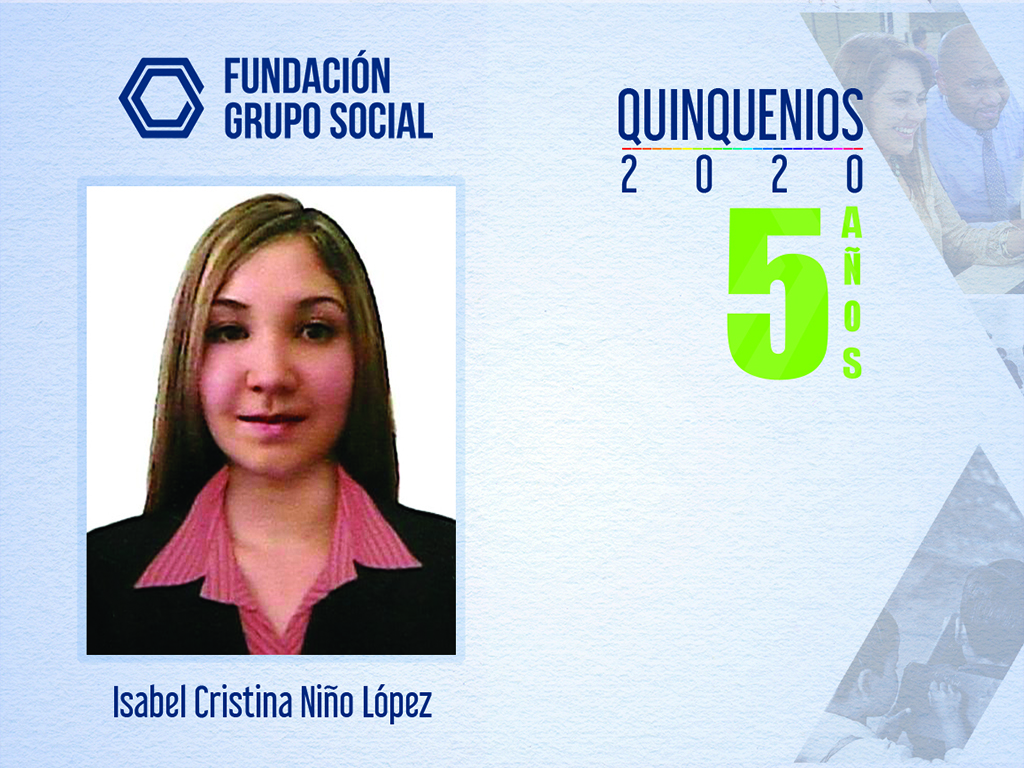 FUNDACIÓN
GRUPO SOCIAL
QUINQUENIOS
2020
5 AÑOS
Isabel Cristina Niño López